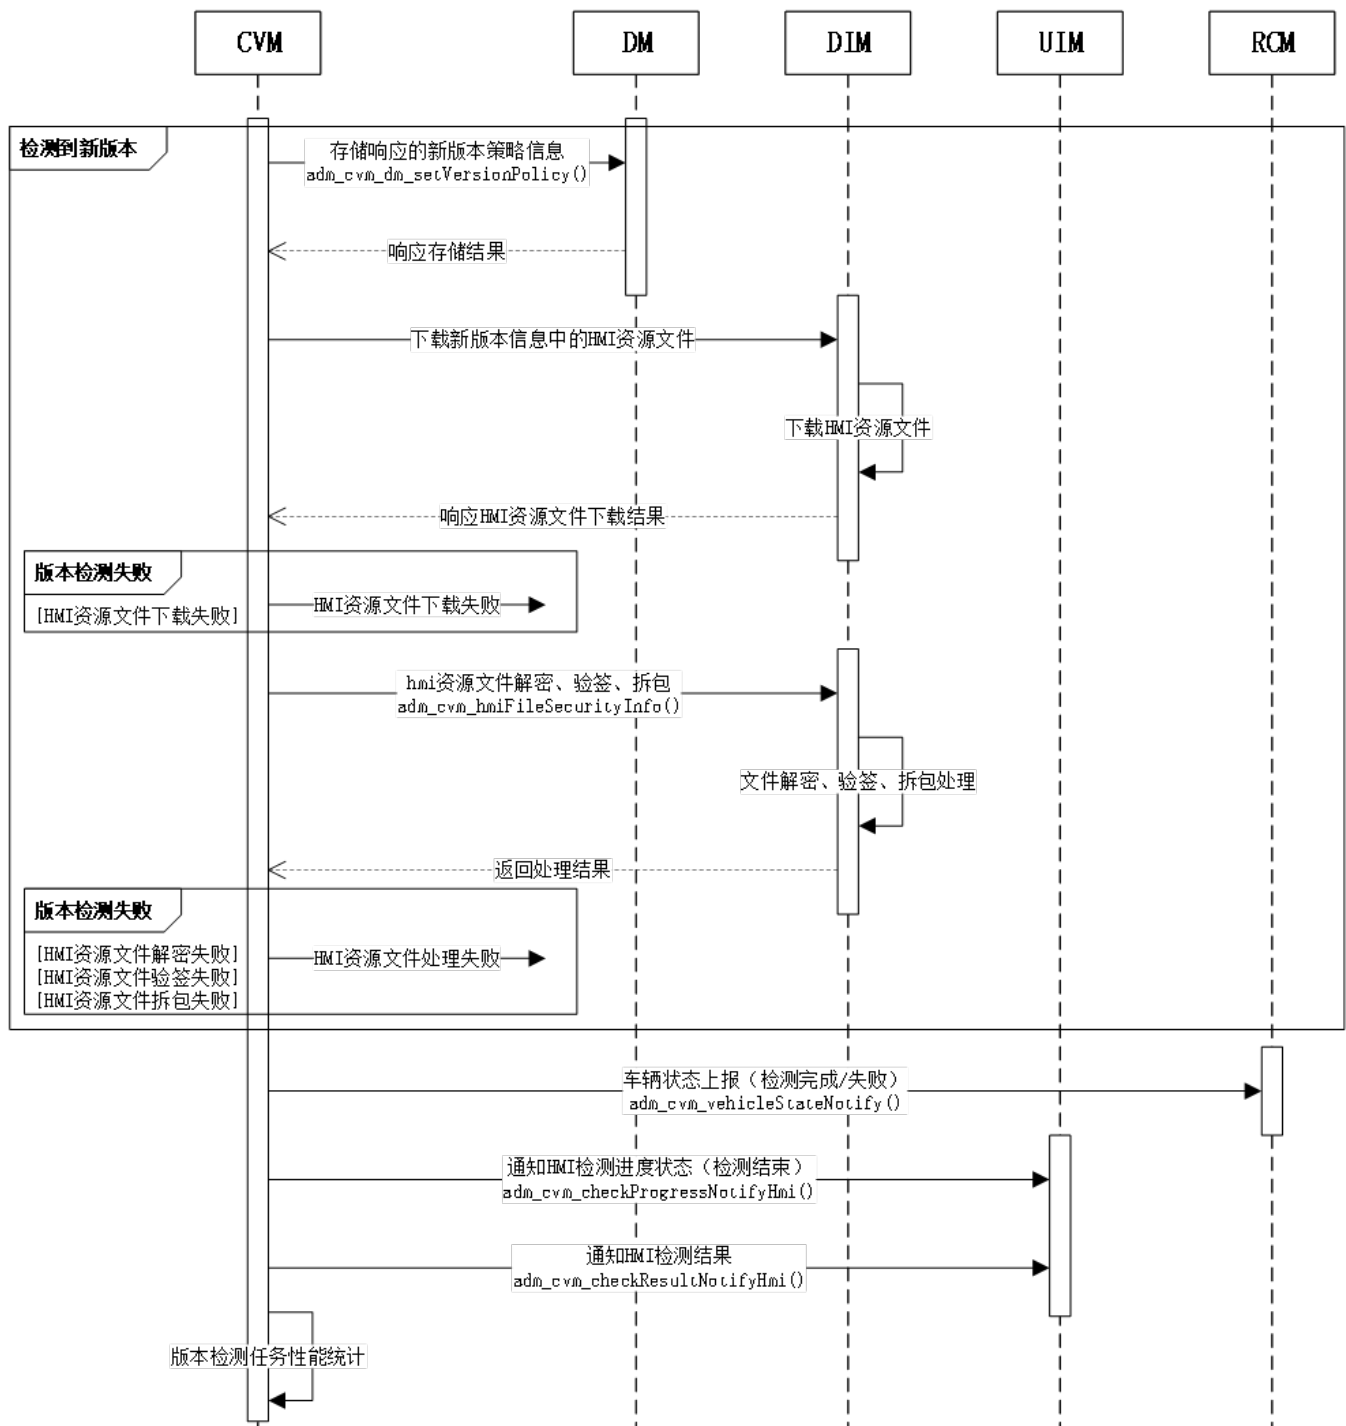 CVM
DM
DIM
UIM
RCM
检测到新版本
存储响应的新版本策略信息
adm_cvm_dm_setVersionPolicy()
响应存储结果
下载新版本信息中的HMI资源文件
下载HMI资源文件
响应HMI资源文件下载结果
版本检测失败
[HMI资源文件下载失败]
HMI资源文件下载失败
hmi资源文件解密、验签、拆包
adm_cvm_hmiFileSecurityInfo()
文件解密、验签、拆包处理
返回处理结果
版本检测失败
[HMI资源文件解密失败]
[HMI资源文件验签失败]
[HMI资源文件拆包失败]
HMI资源文件处理失败
车辆状态上报（检测完成/失败）
adm_cvm_vehicleStateNotify()
通知HMI检测进度状态（检测结束）
adm_cvm_checkProgressNotifyHmi()
通知HMI检测结果
adm_cvm_checkResultNotifyHmi()
版本检测任务性能统计